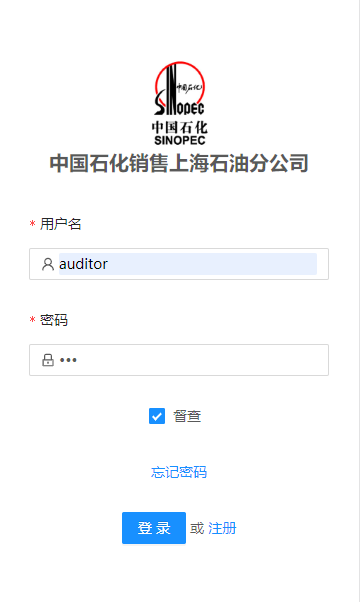 中国石化
SINOPEC
中国石化
SINOPEC
中国石化销售上海石油分公司
* 用户名
auditor
* 密码
•••
督查
忘记密码
登 录 或 注册